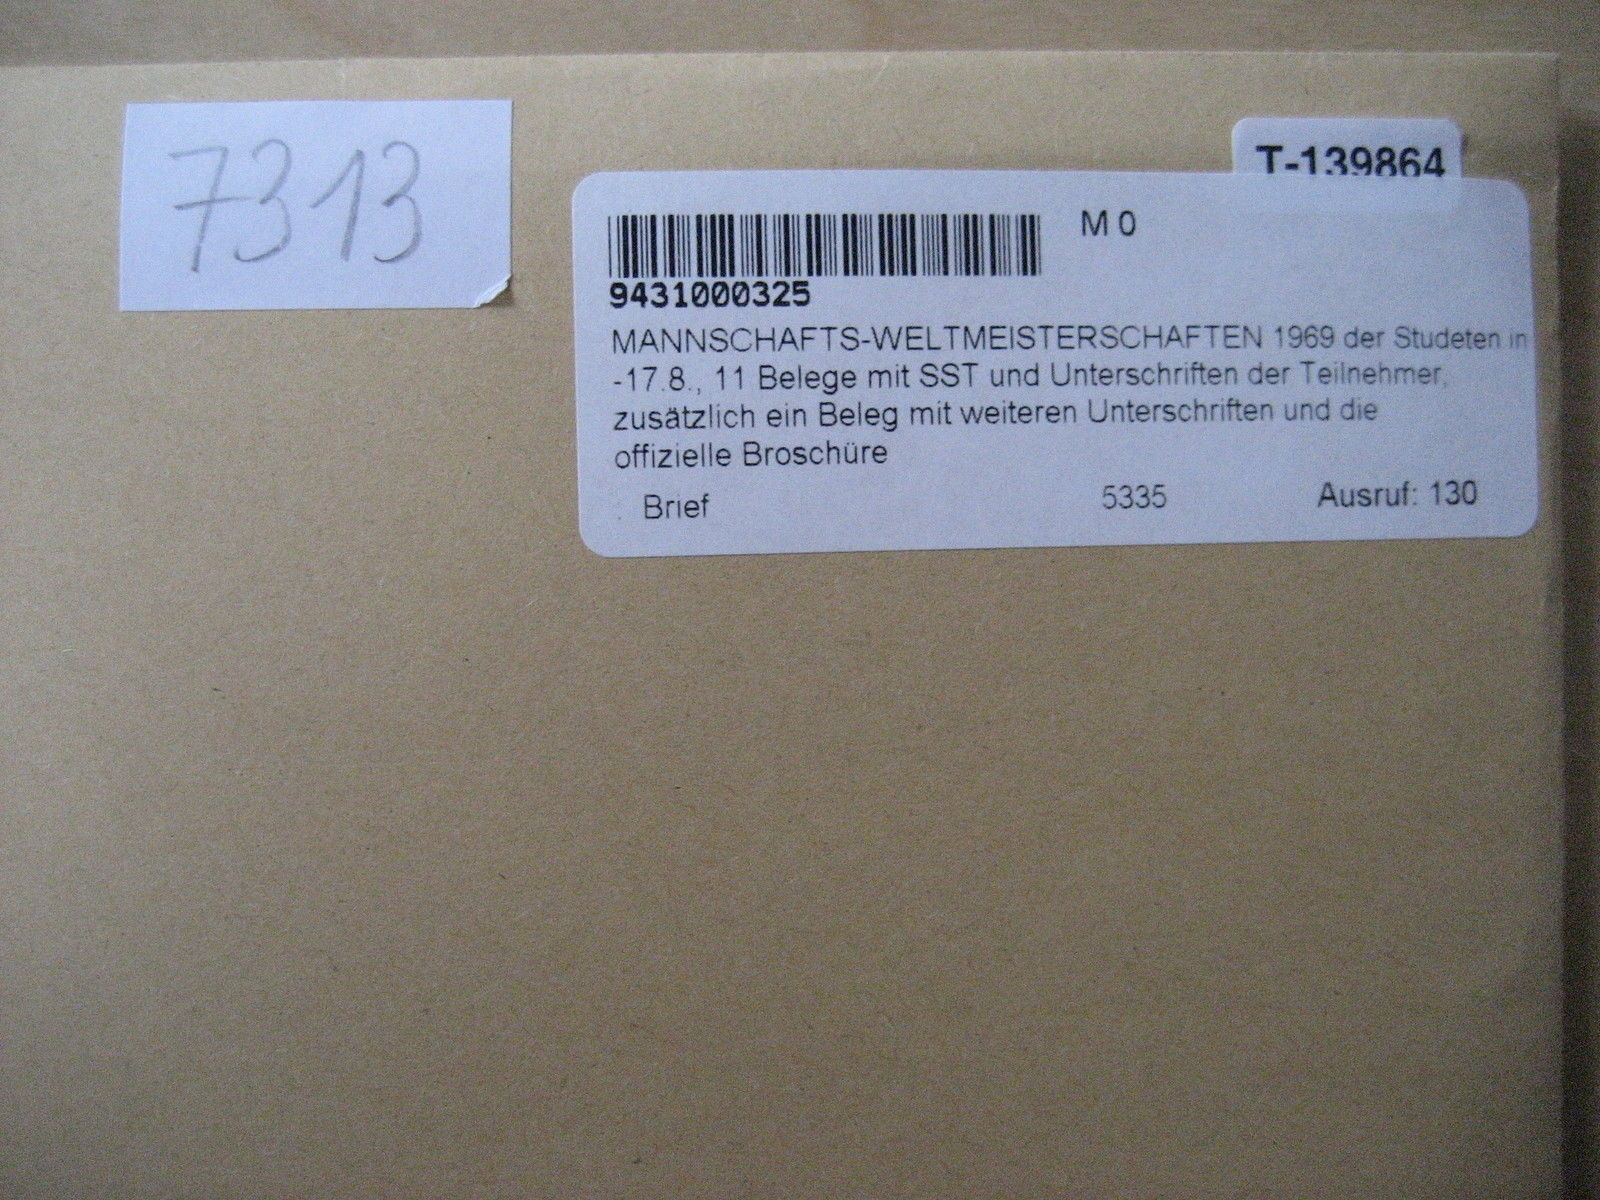 7313
T-139864
M 0
9431000325
MANNSCHAFTS-WELTMEISTERSCHAFTEN 1969 der Studeten in
-17.8., 11 Belege mit SST und Unterschriften der Teilnehmer,
zusätzlich ein Beleg mit weiteren Unterschriften und die
offizielle Broschüre
Brief 5335 Ausruf: 130